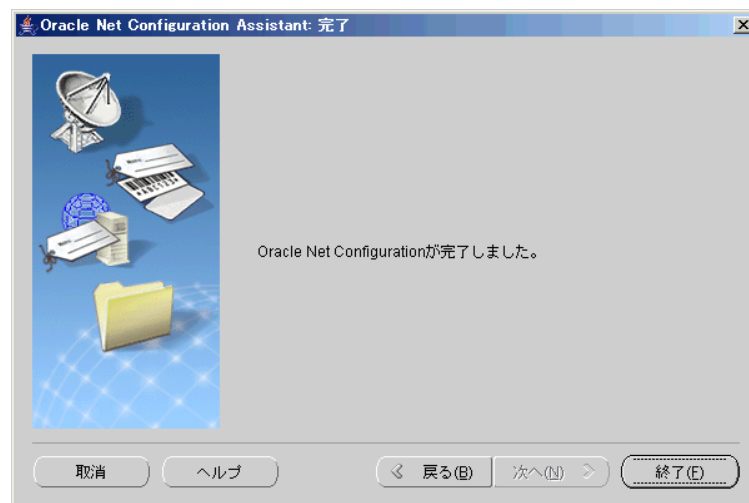 Oracle Net Configuration Assistant: 完了
*ABC123*
Oracle Net Configurationが完了しました。
取消
ヘルプ
戻る(B)
次へ(N)
終了(F)